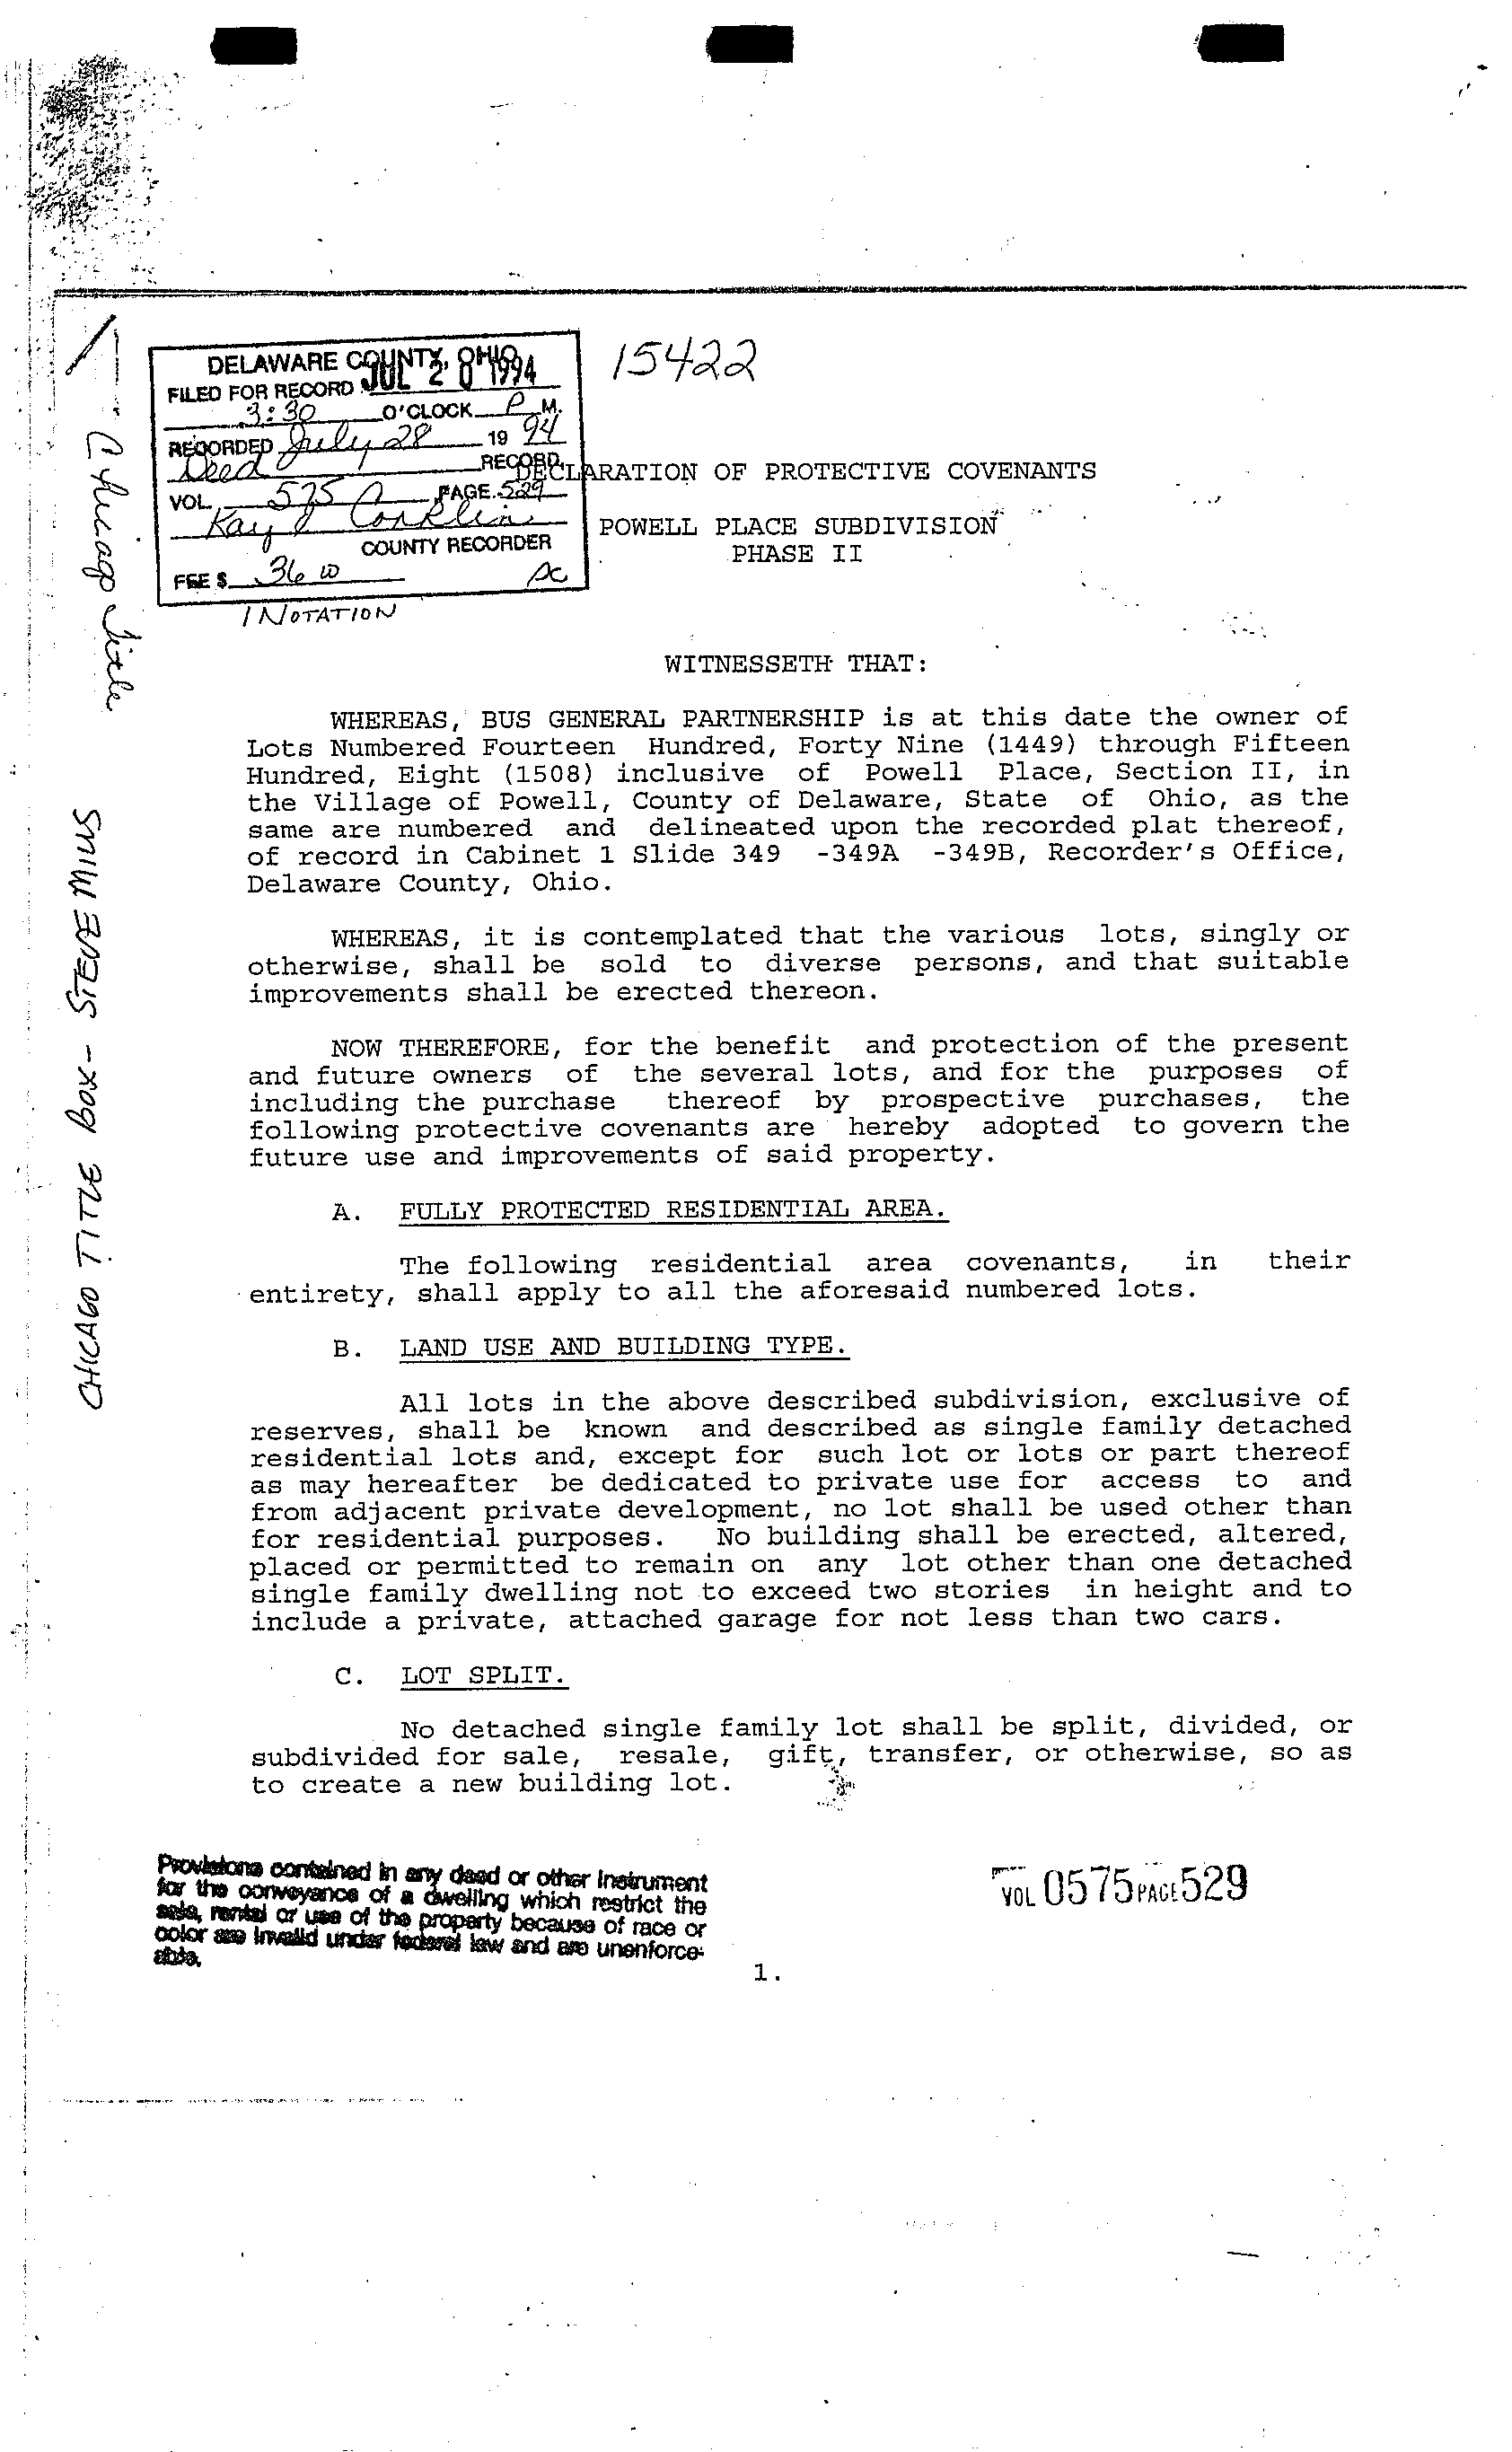 DELAWARE COUNTY, OHIO
FILED FOR RECORD JUL 28 1994
3:30 O'CLOCK P M.
RECORDED July 28 19 94
Deed RECORD
VOL. 575 PAGE 529
Kay Conklin
COUNTY RECORDER
FEE $ 36 00
1 NOTATION
15422
Chicago Title
CHICAGO TITLE BOX - STEVE MIUS
DECLARATION OF PROTECTIVE COVENANTS
POWELL PLACE SUBDIVISION
PHASE II
WITNESSETH THAT:
WHEREAS, BUS GENERAL PARTNERSHIP is at this date the owner of
Lots Numbered Fourteen Hundred, Forty Nine (1449) through Fifteen
Hundred, Eight (1508) inclusive of Powell Place, Section II, in
the Village of Powell, County of Delaware, State of Ohio, as the
same are numbered and delineated upon the recorded plat thereof,
of record in Cabinet 1 Slide 349 -349A -349B, Recorder's Office,
Delaware County, Ohio.
WHEREAS, it is contemplated that the various lots, singly or
otherwise, shall be sold to diverse persons, and that suitable
improvements shall be erected thereon.
NOW THEREFORE, for the benefit and protection of the present
and future owners of the several lots, and for the purposes of
including the purchase thereof by prospective purchases, the
following protective covenants are hereby adopted to govern the
future use and improvements of said property.
A. FULLY PROTECTED RESIDENTIAL AREA.
The following residential area covenants, in their
entirety, shall apply to all the aforesaid numbered lots.
B. LAND USE AND BUILDING TYPE.
All lots in the above described subdivision, exclusive of
reserves, shall be known and described as single family detached
residential lots and, except for such lot or lots or part thereof
as may hereafter be dedicated to private use for access to and
from adjacent private development, no lot shall be used other than
for residential purposes. No building shall be erected, altered,
placed or permitted to remain on any lot other than one detached
single family dwelling not to exceed two stories in height and to
include a private, attached garage for not less than two cars.
C. LOT SPLIT.
No detached single family lot shall be split, divided, or
subdivided for sale, resale, gift, transfer, or otherwise, so as
to create a new building lot.
Provisions contained in any deed or other instrument
for the conveyance of a dwelling which restrict the
sale, rental or use of the property because of race or
color are invalid under federal law and are unenforce-
able.
VOL 0575 PAGE 529
1.